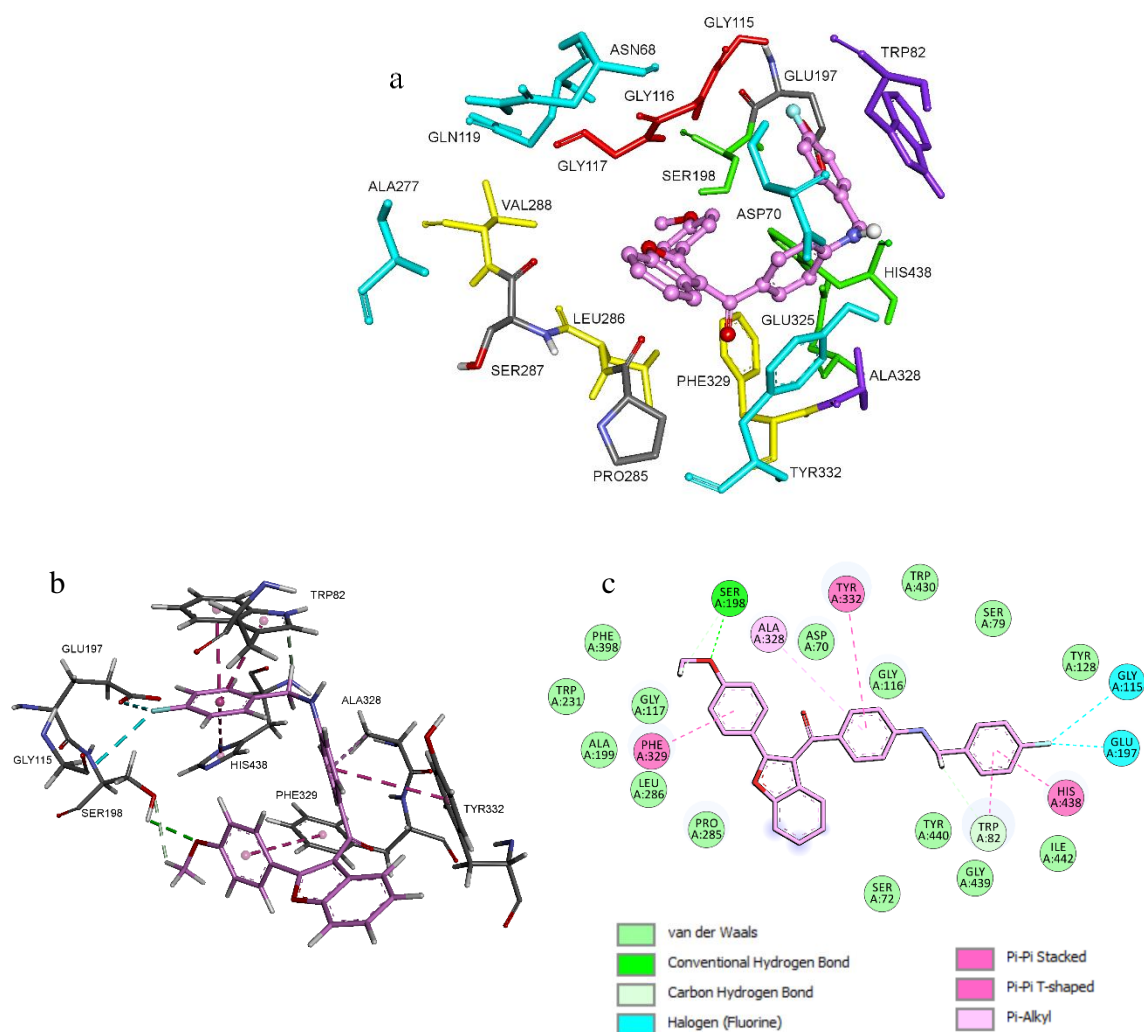 a
GLY115
ASN68
TRP82
GLU197
GLY116
GLN119
GLY117
SER198
ALA277
VAL288
ASP70
HIS438
LEU286
GLU325
SER287
PHE329
ALA328
PRO285
TYR332
b
TRP82
GLU197
ALA328
GLY115
HIS438
SER198
PHE329
TYR332
c
SER
A:198
TYR
A:332
TRP
A:430
SER
A:79
ALA
A:328
ASP
A:70
PHE
A:398
TYR
A:128
GLY
A:115
GLY
A:116
TRP
A:231
GLY
A:117
GLU
A:197
ALA
A:199
PHE
A:329
LEU
A:286
HIS
A:438
PRO
A:285
TYR
A:440
TRP
A:82
ILE
A:442
GLY
A:439
SER
A:72
van der Waals
Conventional Hydrogen Bond
Carbon Hydrogen Bond
Halogen (Fluorine)
Pi-Pi Stacked
Pi-Pi T-shaped
Pi-Alkyl